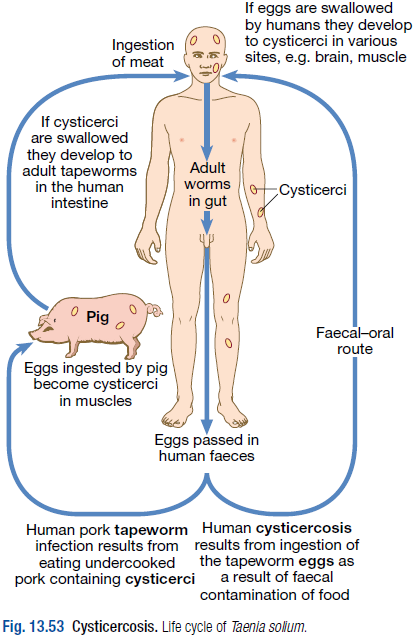 If eggs are swallowed
by humans they develop
to cysticerci in various
sites, e.g. brain, muscle
Ingestion
of meat
If cysticerci
are swallowed
they develop to
adult tapeworms
in the human
intestine
Adult
worms
in gut
Cysticerci
Pig
Faecal–oral
route
Eggs ingested by pig
become cysticerci
in muscles
Eggs passed in
human faeces
Human pork tapeworm
infection results from
eating undercooked
pork containing cysticerci
Human cysticercosis
results from ingestion of
the tapeworm eggs as
a result of faecal
contamination of food
Fig. 13.53 Cysticercosis. Life cycle of Taenia solium.